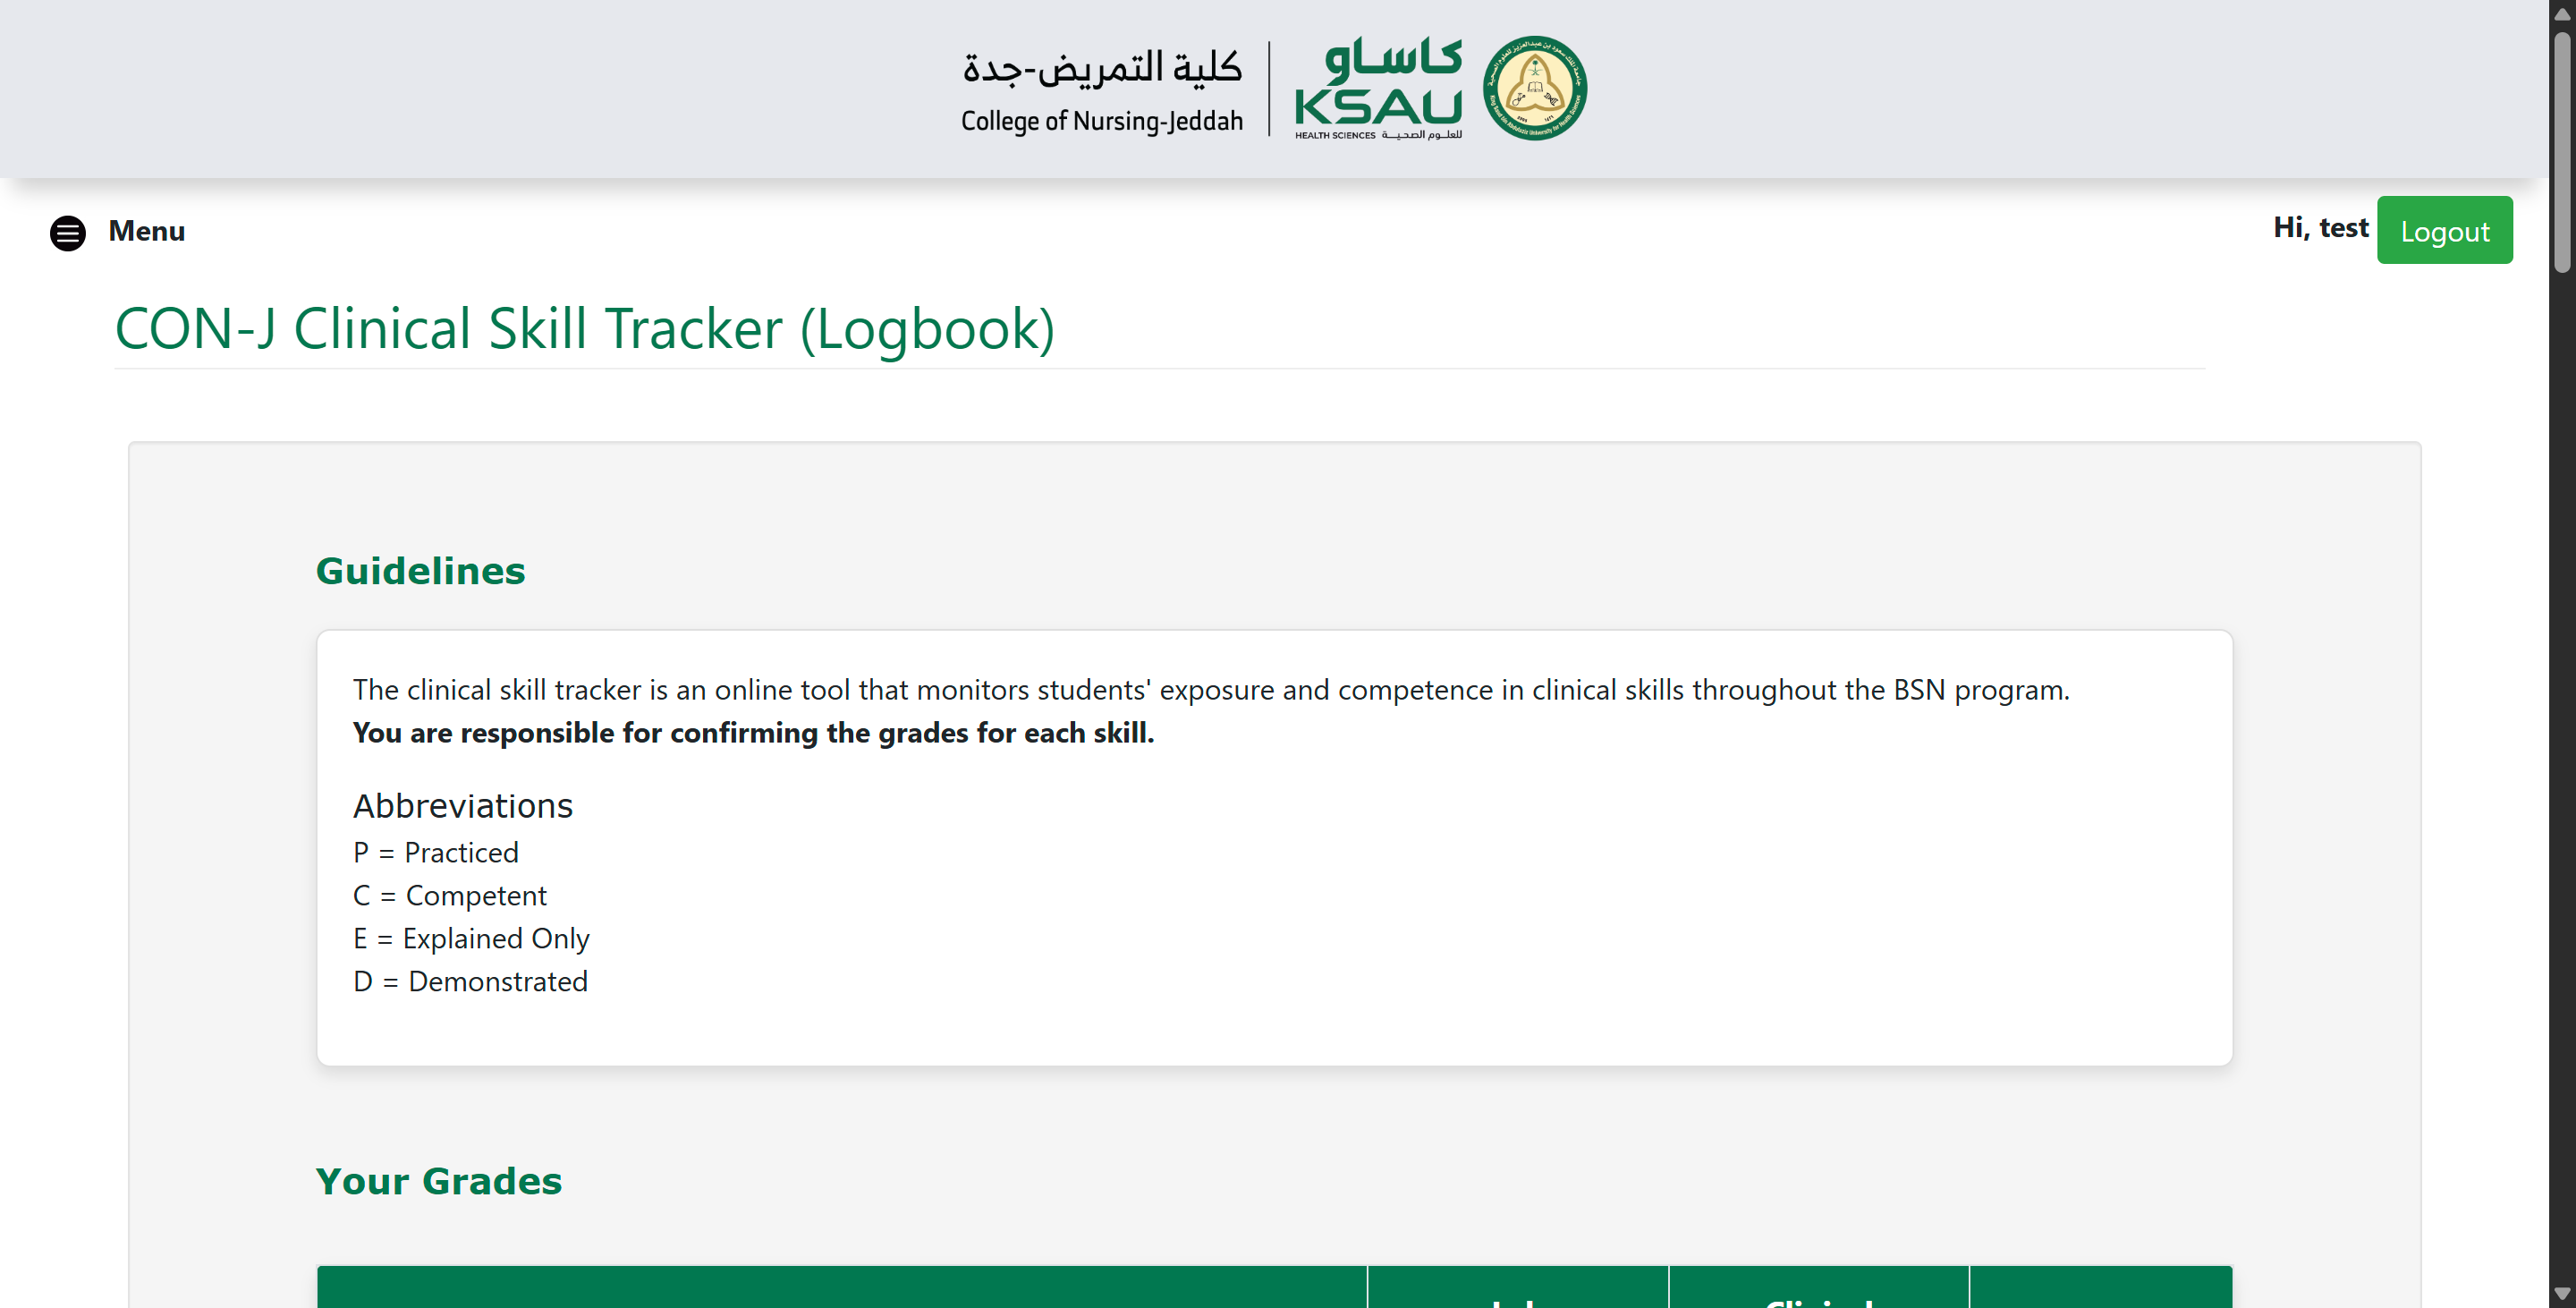 كلية التمريض-جدة
College of Nursing-Jeddah
كاساو
KSAU
HEALTH SCIENCES للعلوم الصحية
Menu
Hi, test
Logout
CON-J Clinical Skill Tracker (Logbook)
Guidelines
The clinical skill tracker is an online tool that monitors students' exposure and competence in clinical skills throughout the BSN program.
You are responsible for confirming the grades for each skill.
Abbreviations
P = Practiced
C = Competent
E = Explained Only
D = Demonstrated
Your Grades